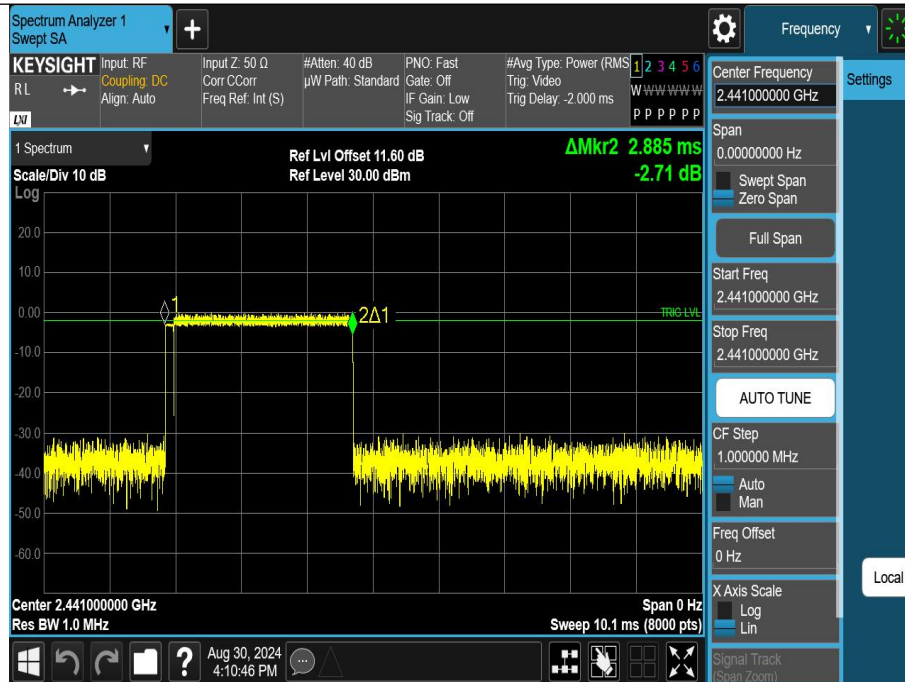 Spectrum Analyzer 1
Swept SA
Frequency
KEYSIGHT
RL
LXI
Input: RF
Coupling: DC
Align: Auto
Input Z: 50 Ω
Corr CCorr
Freq Ref: Int (S)
#Atten: 40 dB
µW Path: Standard
PNO: Fast
Gate: Off
IF Gain: Low
Sig Track: Off
#Avg Type: Power (RMS
Trig: Video
Trig Delay: -2.000 ms
1 2 3 4 5 6
W W W W W W
P P P P P P
1 Spectrum
Scale/Div 10 dB
Ref Lvl Offset 11.60 dB
Ref Level 30.00 dBm
ΔMkr2 2.885 ms
-2.71 dB
Log
20.0
10.0
0.00
-10.0
-20.0
-30.0
-40.0
-50.0
-60.0
1
2Δ1
TRIG LVL
Center 2.441000000 GHz
Res BW 1.0 MHz
Span 0 Hz
Sweep 10.1 ms (8000 pts)
Aug 30, 2024
4:10:46 PM
Center Frequency
2.441000000 GHz
Span
0.00000000 Hz
Swept Span
Zero Span
Full Span
Start Freq
2.441000000 GHz
Stop Freq
2.441000000 GHz
AUTO TUNE
CF Step
1.000000 MHz
Auto
Man
Freq Offset
0 Hz
X Axis Scale
Log
Lin
Signal Track
(Span Zoom)
Settings
Local